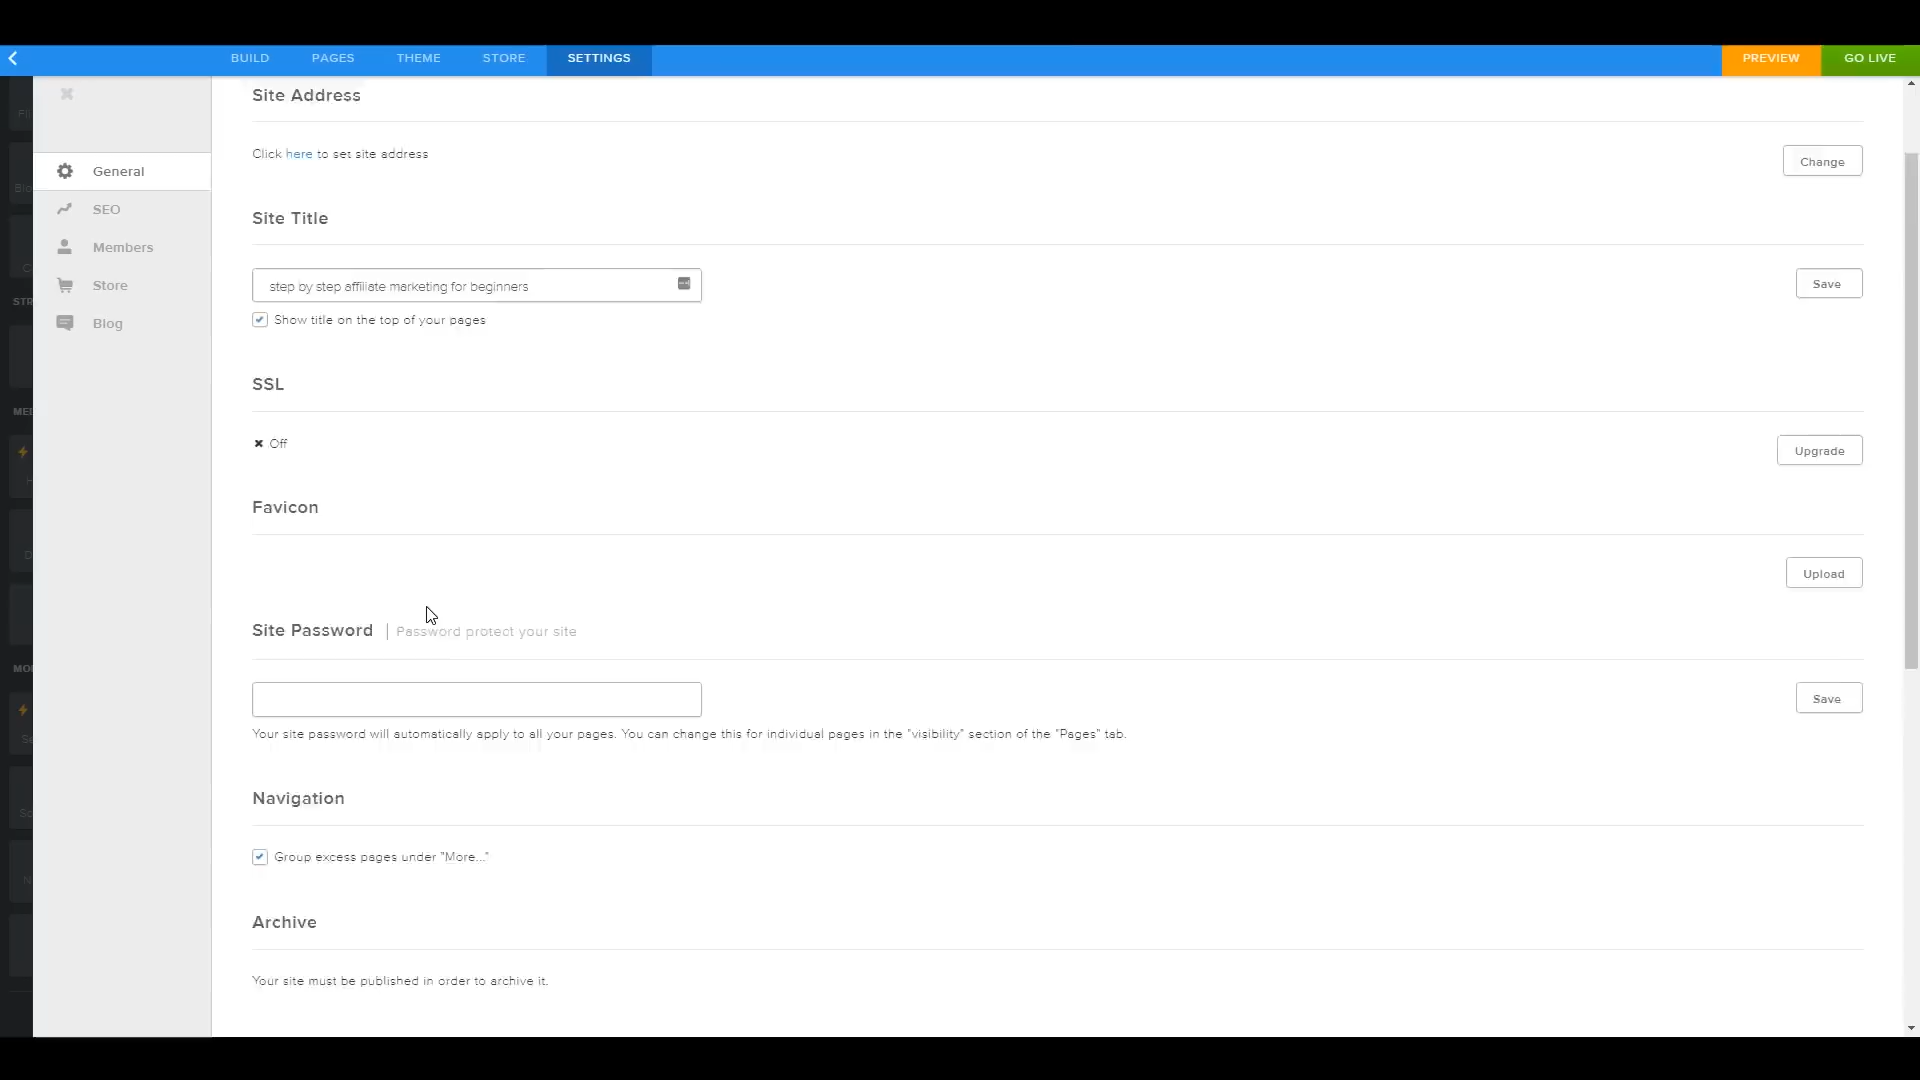 BUILD PAGES THEME STORE SETTINGS PREVIEW GO LIVE
Site Address
Click here to set site address
Change
General
SEO
Members
Store
Blog
Site Title
step by step affiliate marketing for beginners
Save
Show title on the top of your pages
SSL
Off
Upgrade
Favicon
Upload
Site Password | Password protect your site
Save
Your site password will automatically apply to all your pages. You can change this for individual pages in the "visibility" section of the "Pages" tab.
Navigation
Group excess pages under "More..."
Archive
Your site must be published in order to archive it.